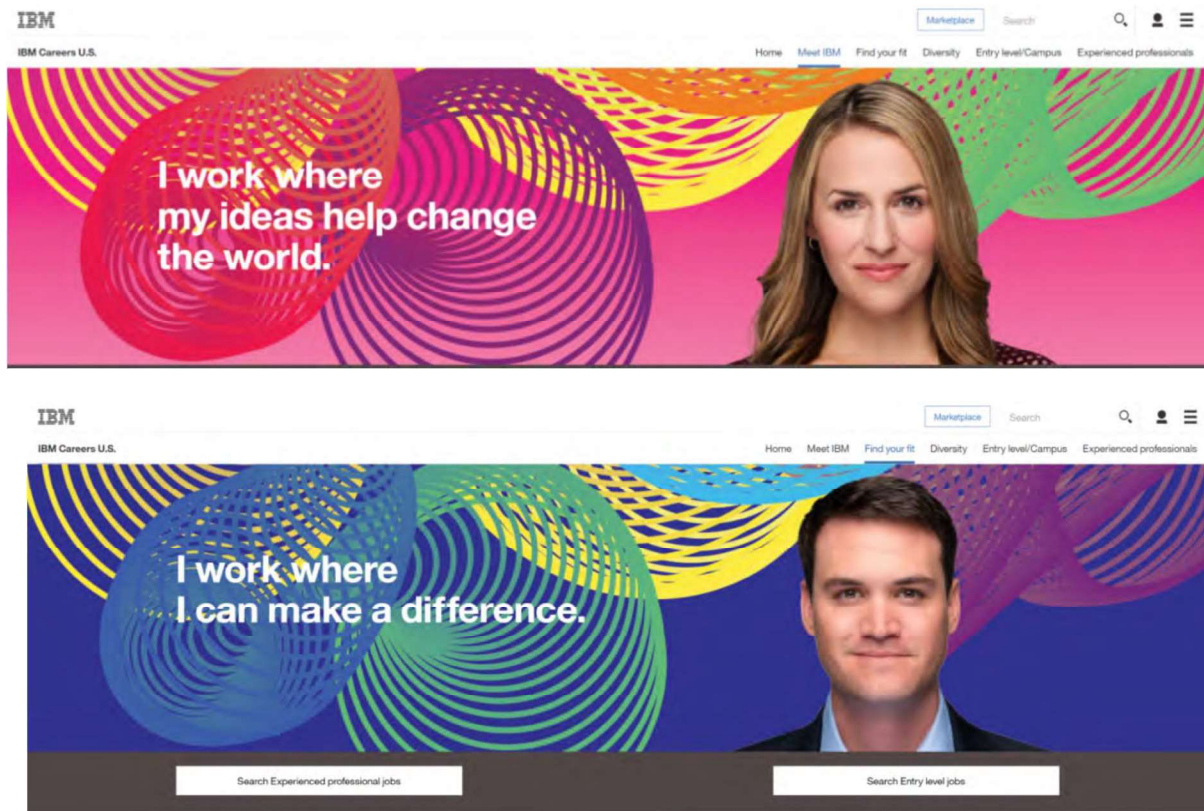 IBM
Marketplace Search
IBM Careers U.S.
Home Meet IBM Find your fit Diversity Entry level/Campus Experienced professionals
I work where
my ideas help change
the world.
IBM
Marketplace Search
IBM Careers U.S.
Home Meet IBM Find your fit Diversity Entry level/Campus Experienced professionals
I work where
I can make a difference.
Search Experienced professional jobs
Search Entry level jobs